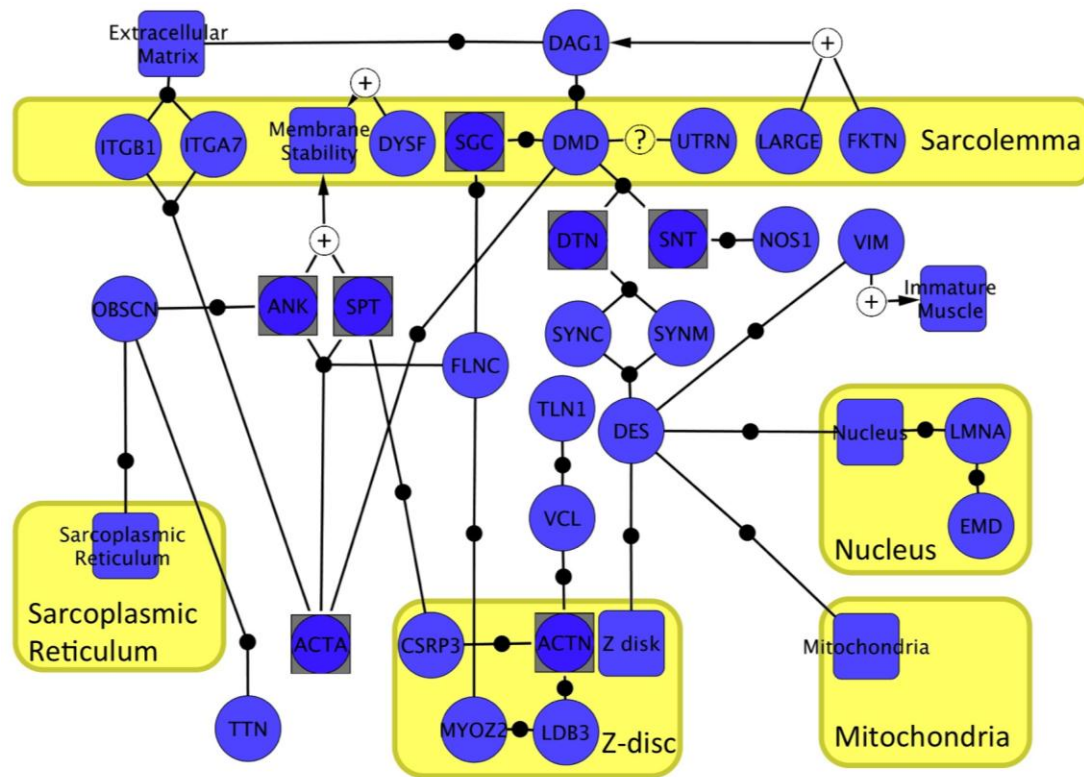 Extracellular
Matrix
DAG1
+
+
ITGB1
ITGA7
Membrane
Stability
DYSF
SGC
DMD
?
UTRN
LARGE
FKTN
Sarcolemma
+
DTN
SNT
NOS1
VIM
OBSCN
ANK
SPT
+
Immature
Muscle
SYNC
SYNM
FLNC
TLN1
DES
Nucleus
LMNA
VCL
EMD
Nucleus
Sarcoplasmic
Reticulum
Sarcoplasmic
Reticulum
ACTA
CSRP3
ACTN
Z disk
Mitochondria
TTN
MYOZ2
LDB3
Z-disc
Mitochondria